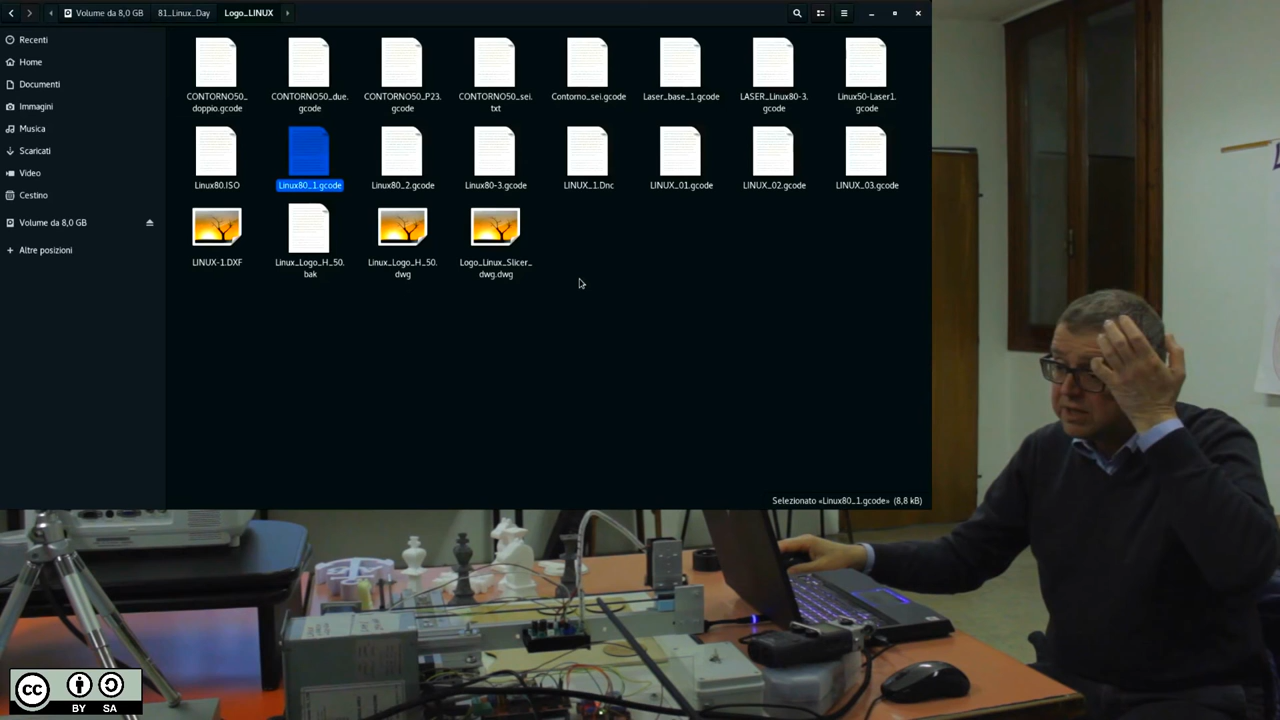 Volume da 8,0 GB 81_Linux_Day Logo_LINUX
Recenti
Home
Documenti
Immagini
Musica
Scaricati
Video
Cestino
Volume da 8,0 GB
Altre posizioni
CONTORNO50_
doppio.gcode
CONTORNO50_due.
gcode
CONTORNO50_P23.
gcode
CONTORNO50_sei.
txt
Contorno_sei.gcode
Laser_base_1.gcode
LASER_Linux80-3.
gcode
Linux50-Laser1.
gcode
Linux80.ISO
Linux80_1.gcode
Linux80_2.gcode
Linux80-3.gcode
LINUX_1.Dnc
LINUX_01.gcode
LINUX_02.gcode
LINUX_03.gcode
LINUX-1.DXF
Linux_Logo_H_50.
bak
Linux_Logo_H_50.
dwg
Logo_Linux_Slicer_
dwg.dwg
Selezionato «Linux80_1.gcode» (8,8 kB)
cc
BY SA